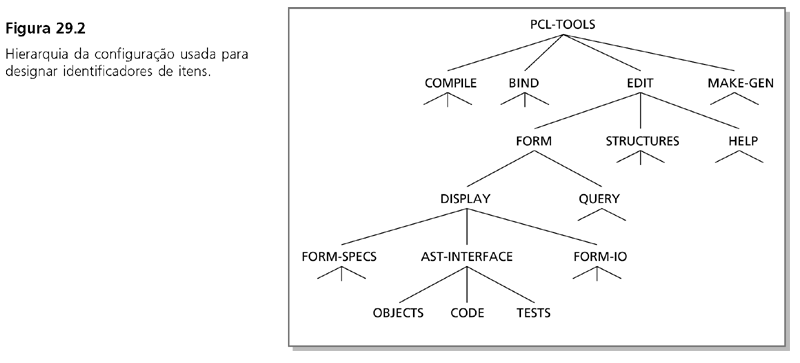 Figura 29.2
Hierarquia da configuração usada para
designar identificadores de itens.
PCL-TOOLS
COMPILE BIND EDIT MAKE-GEN
FORM STRUCTURES HELP
DISPLAY QUERY
FORM-SPECS AST-INTERFACE FORM-IO
OBJECTS CODE TESTS